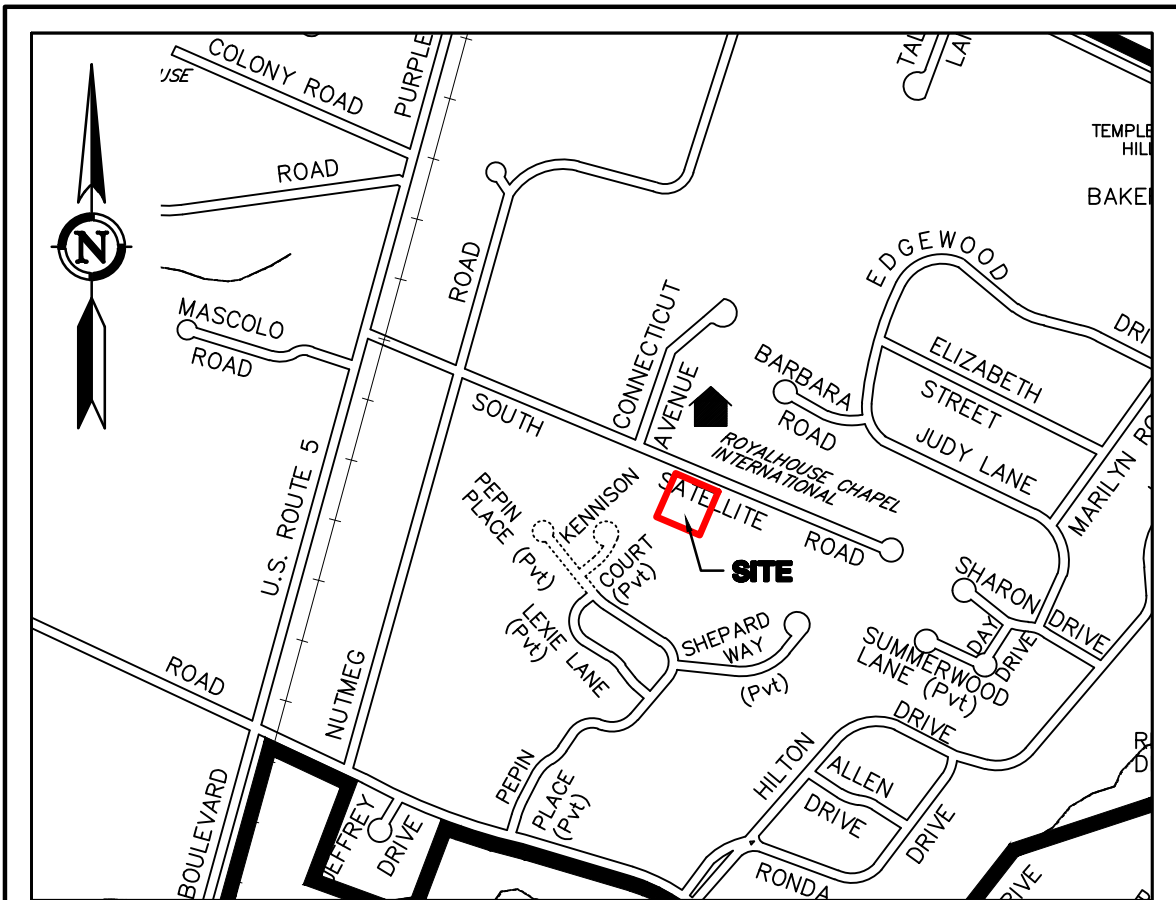 COLONY ROAD
PURPLE
USE
ROAD
N
ROAD
MASCOLO
ROAD
TEMPLE
HILL
BAKE
EDGEWOOD
DRI
ELIZABETH
STREET
CONNECTICUT
AVENUE
BARBARA
ROAD
JUDY LANE
MARILYN RO
SOUTH
SATELLITE
ROAD
ROYALHOUSE CHAPEL
INTERNATIONAL
U.S. ROUTE 5
PEPIN
PLACE (Pvt)
KENNISON
COURT
(Pvt)
SITE
LEXIE LANE
(Pvt)
SHEPARD
WAY
(Pvt)
SHARON DRIVE
DAY
DRIVE
SUMMERWOOD
LANE (Pvt)
ROAD
NUTMEG
DRIVE
HILTON
ALLEN
DRIVE
DRIVE
RONDA
PEPIN
PLACE
(Pvt)
BOULEVARD
JEFFREY
DRIVE
RIVE